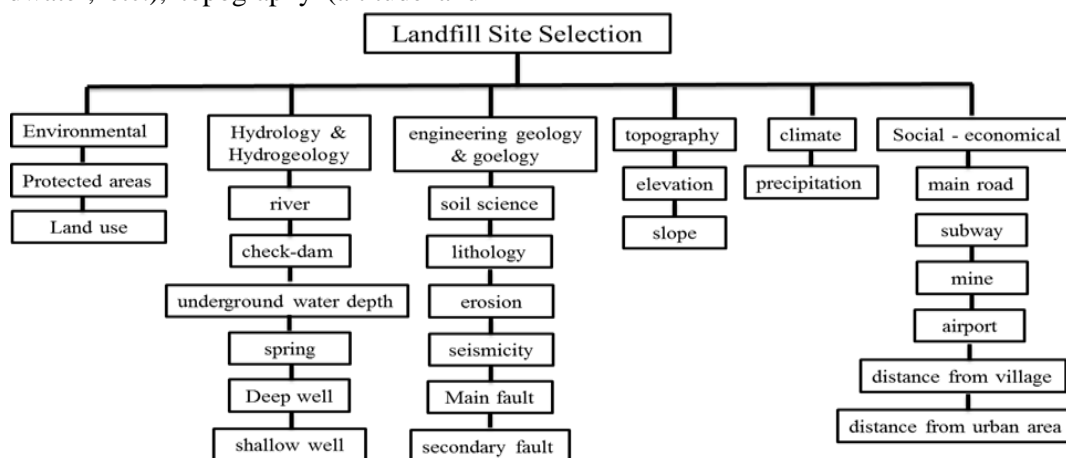 Landfill Site Selection
Environmental
Protected areas
Land use
Hydrology &
Hydrogeology
river
check-dam
underground water depth
spring
Deep well
shallow well
engineering geology
& goelogy
soil science
lithology
erosion
seismicity
Main fault
secondary fault
topography
elevation
slope
climate
precipitation
Social - economical
main road
subway
mine
airport
distance from village
distance from urban area